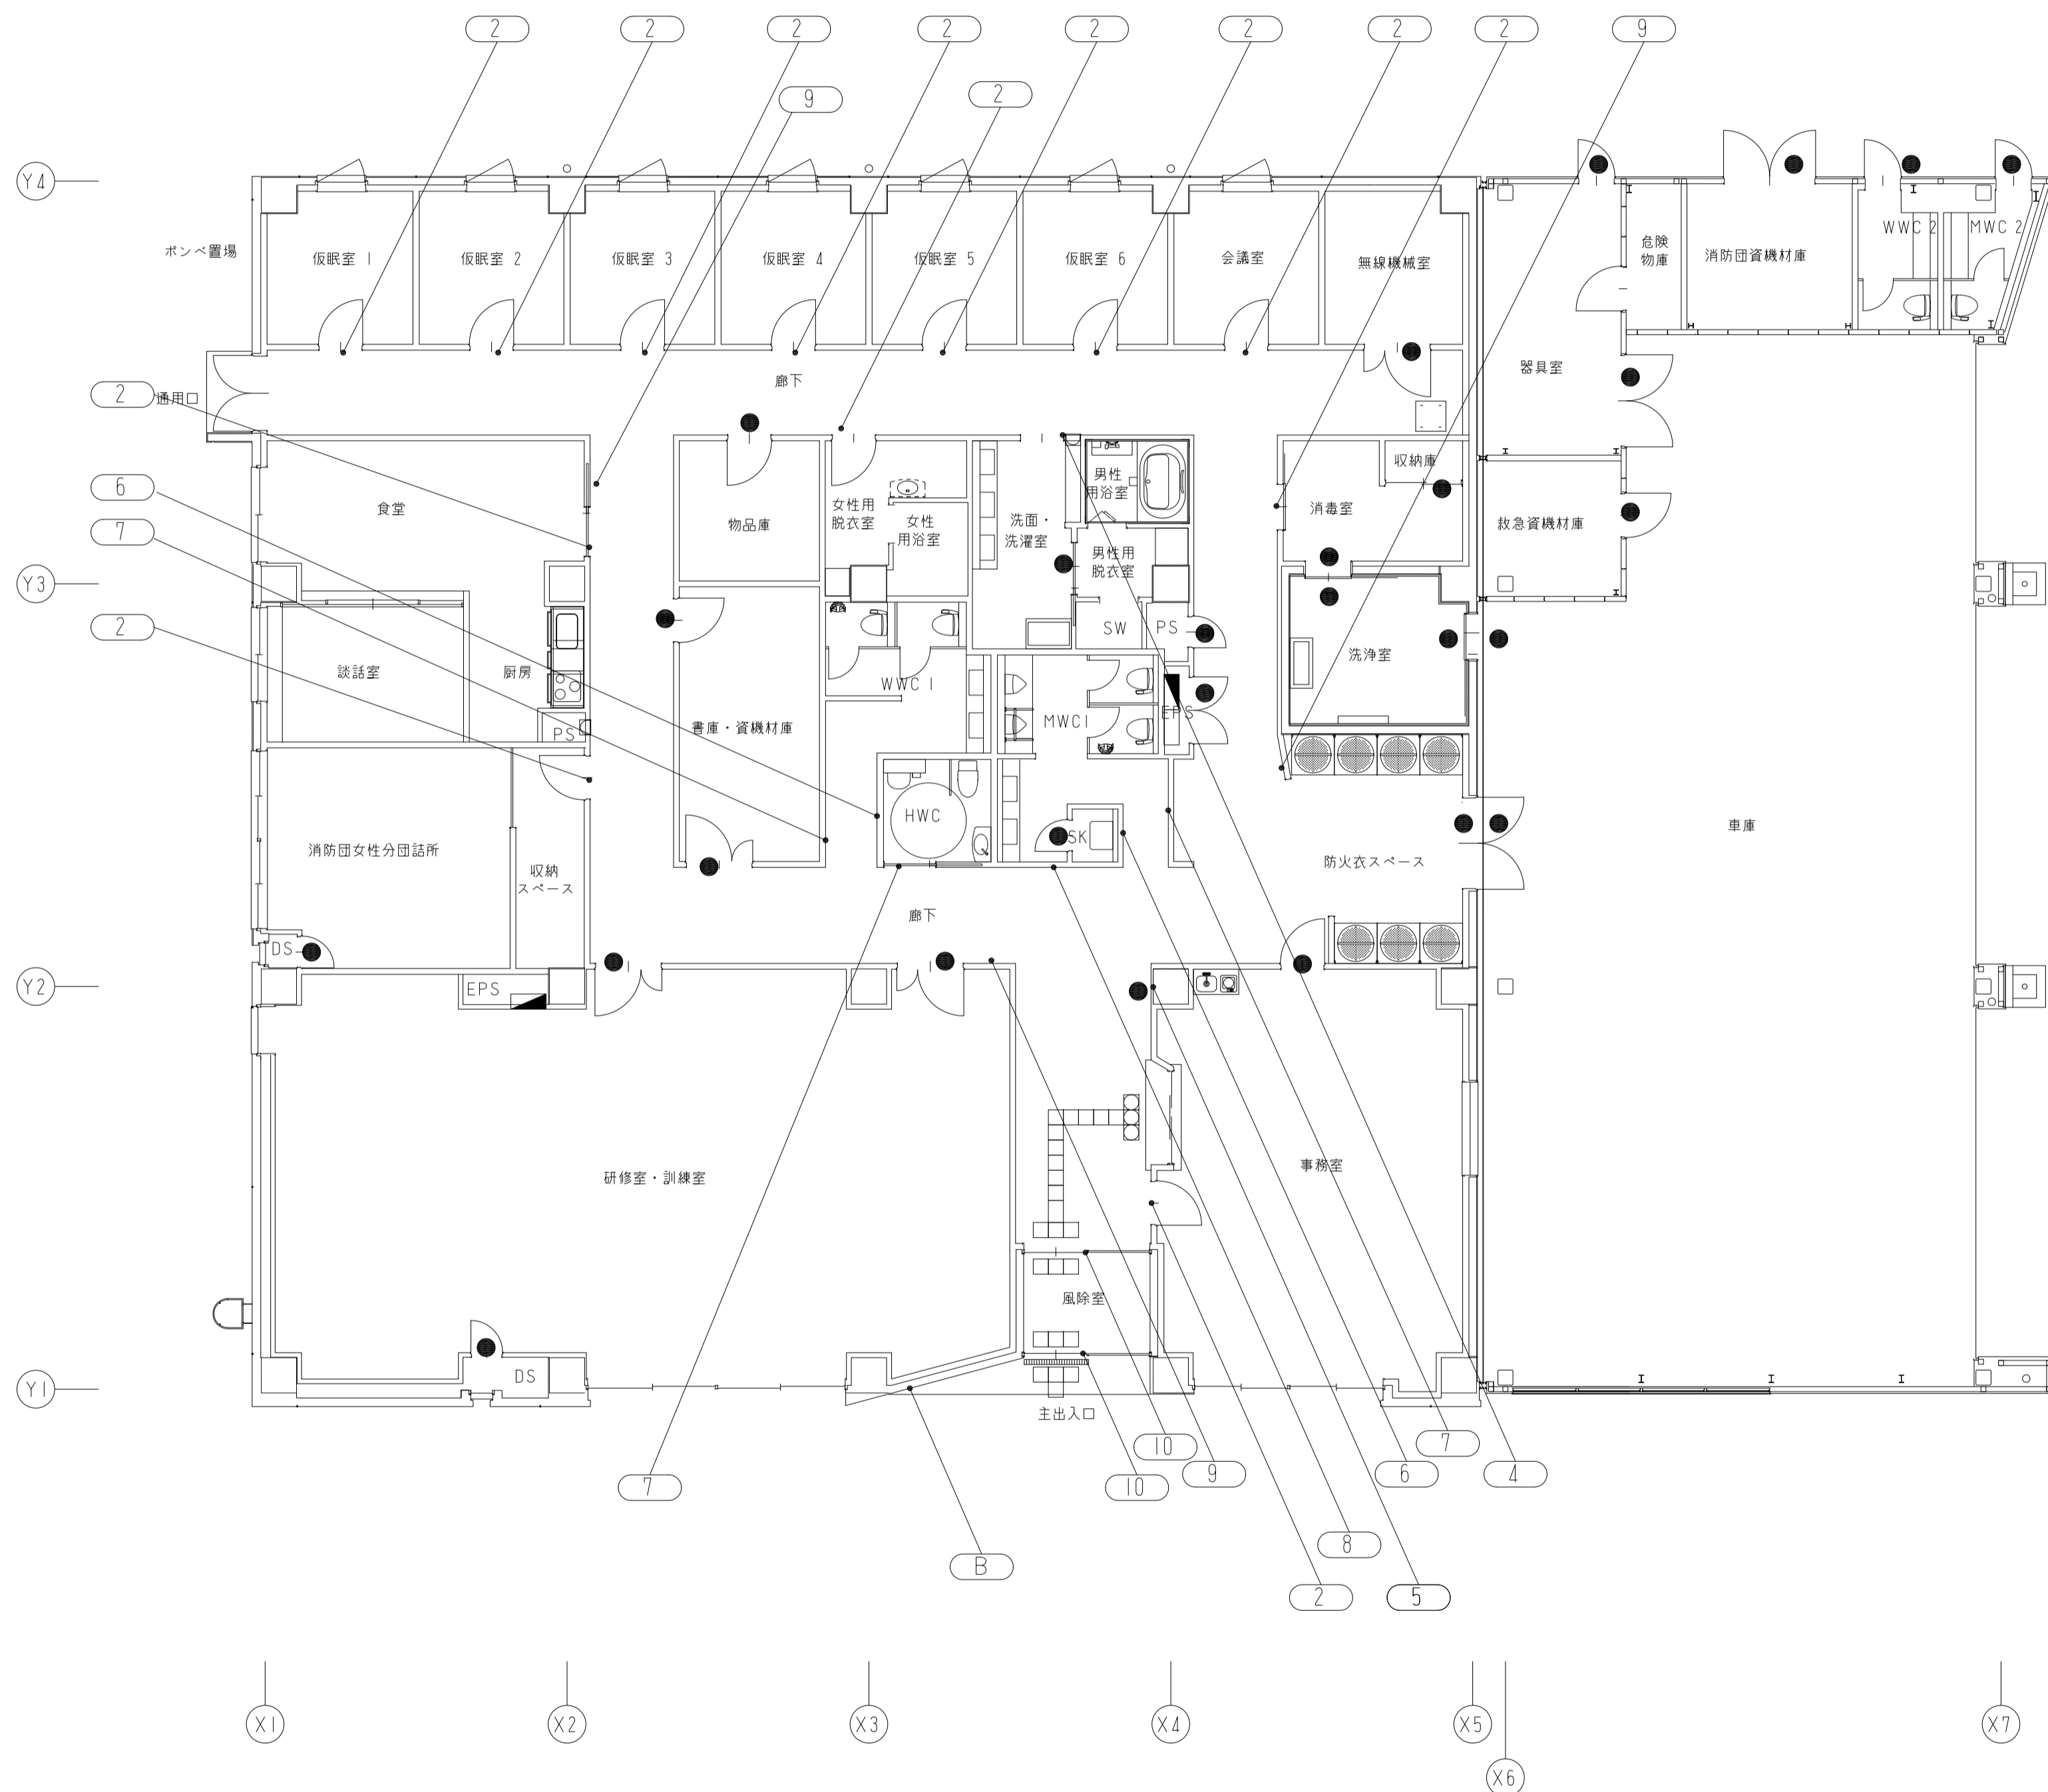 2
2
2
2
2
2
2
2
9
9
2
Y4
ボンベ置場
仮眠室 1
仮眠室 2
仮眠室 3
仮眠室 4
仮眠室 5
仮眠室 6
会議室
無線機械室
危険
物庫
消防団資機材庫
WWC 2
MWC 2
器具室
廊下
2
通用口
6
7
食堂
物品庫
女性用
脱衣室
女性
用浴室
洗面・
洗濯室
男性
用浴室
男性用
脱衣室
収納庫
消毒室
救急資機材庫
Y3
2
談話室
厨房
PS
WWC 1
SW
PS
洗浄室
MWC1
EPS
書庫・資機材庫
HWC
SK
車庫
消防団女性分団詰所
収納
スペース
防火衣スペース
廊下
DS
Y2
EPS
研修室・訓練室
事務室
風除室
DS
Y1
主出入口
7
10
10
9
7
6
4
8
B
2
5
X1
X2
X3
X4
X5
X6
X7